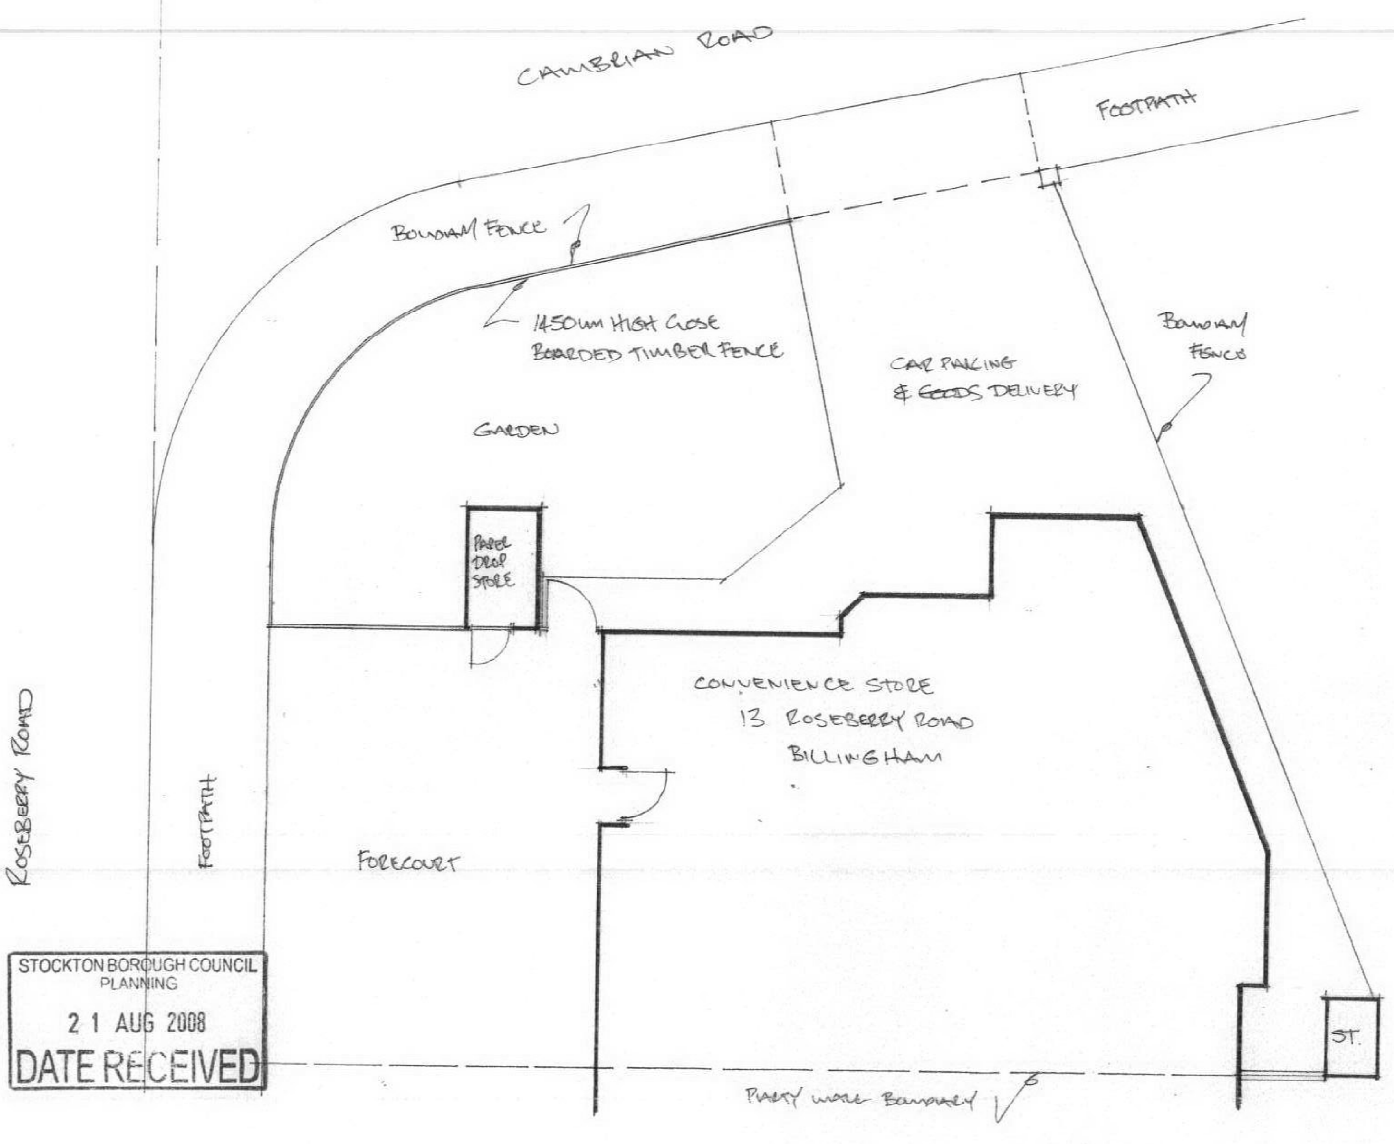 CAMBRIAN ROAD
FOOTPATH
BOUNDARY FENCE
1450mm HIGH CLOSE
BOARDED TIMBER FENCE
BOUNDARY
FENCE
CAR PARKING
& GOODS DELIVERY
GARDEN
PAPER
DROP
STORE
CONVENIENCE STORE
13 ROSEBERRY ROAD
BILLINGHAM
ROSEBERRY ROAD
FOOTPATH
FORECOURT
STOCKTON BOROUGH COUNCIL
PLANNING
21 AUG 2008
DATE RECEIVED
ST.
PARTY WALL BOUNDARY